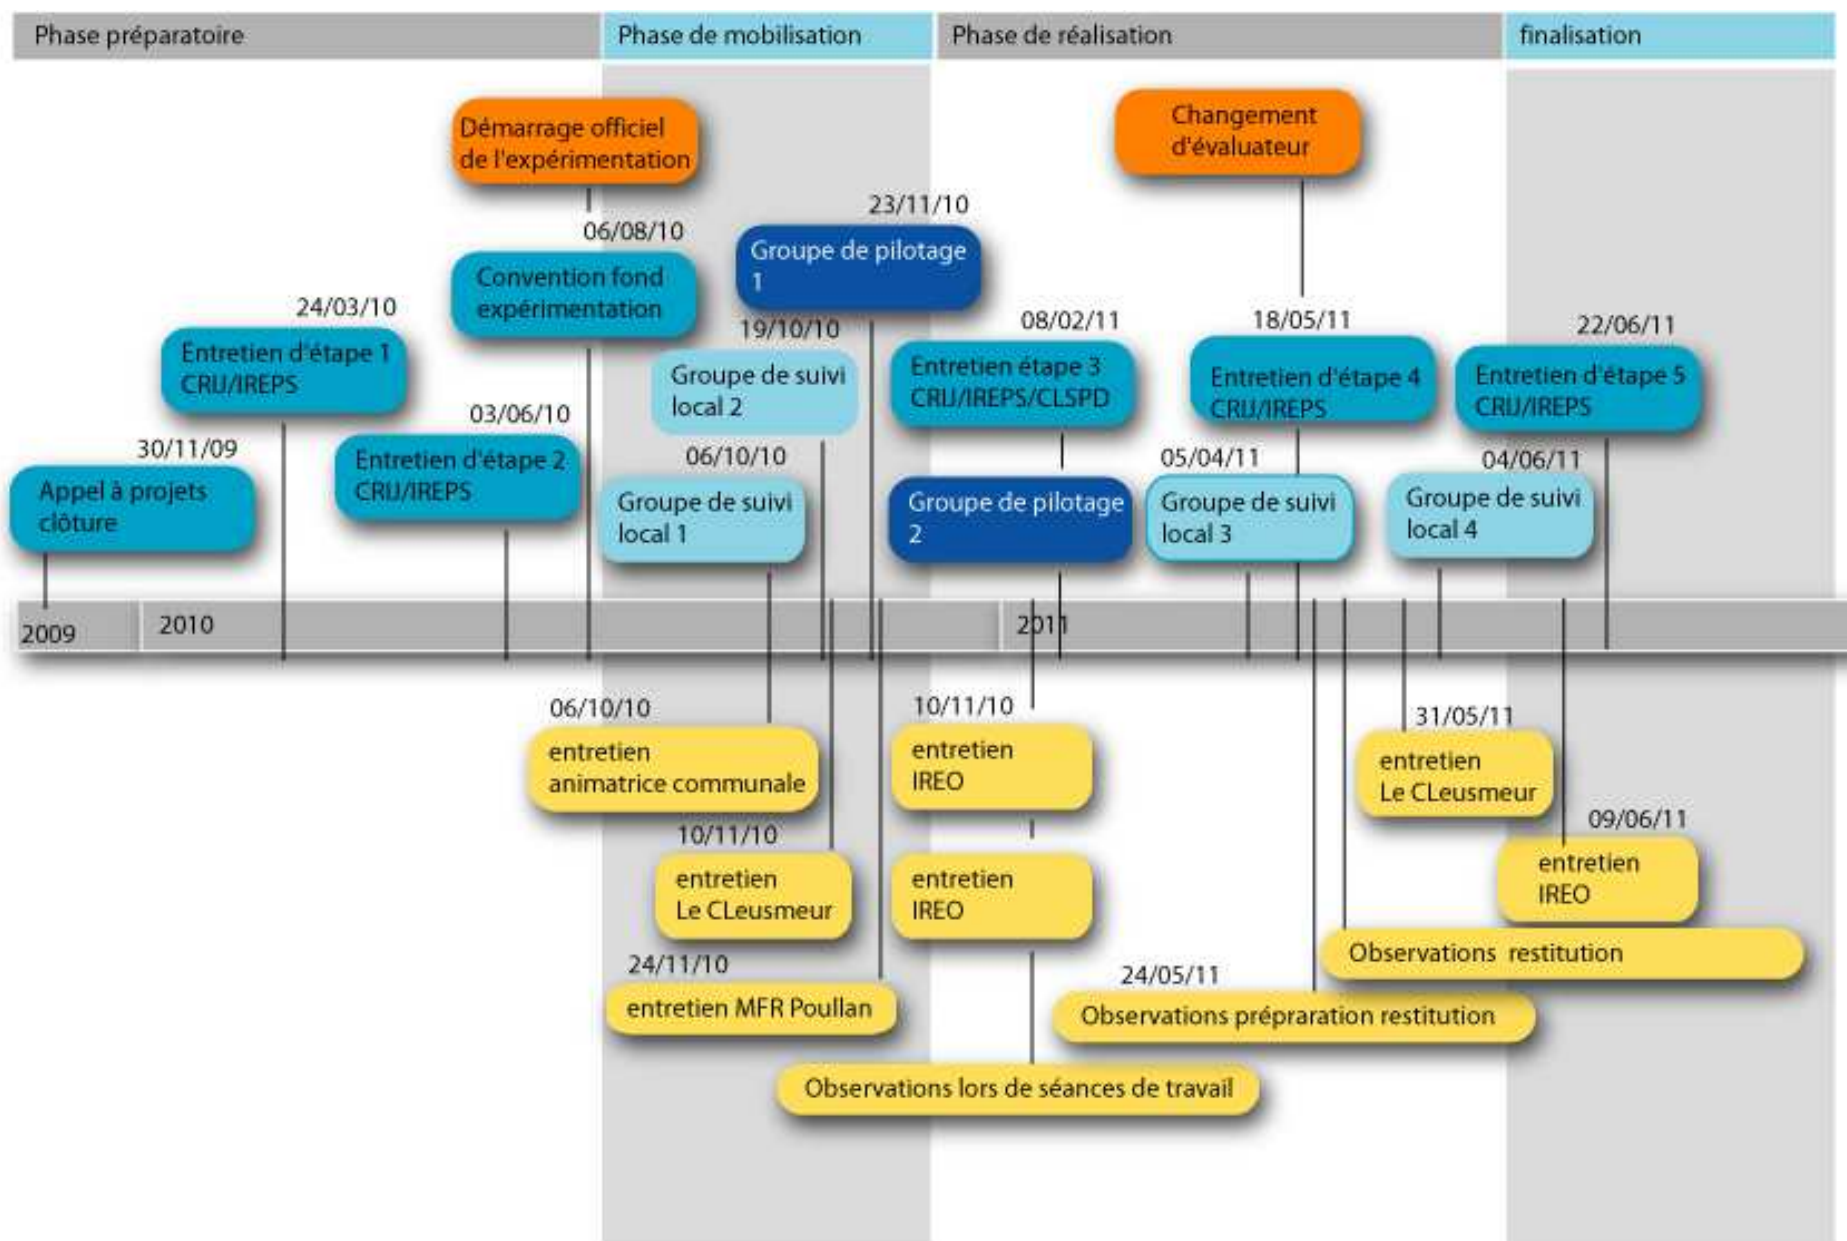 Phase préparatoire
Phase de mobilisation
Phase de réalisation
finalisation
Démarrage officiel
de l'expérimentation
Changement
d'évaluateur
23/11/10
Groupe de pilotage
1
06/08/10
Convention fond
expérimentation
24/03/10
Entretien d'étape 1
CRIJ/IREPS
19/10/10
Groupe de suivi
local 2
08/02/11
Entretien étape 3
CRIJ/IREPS/CLSPD
18/05/11
Entretien d'étape 4
CRIJ/IREPS
22/06/11
Entretien d'étape 5
CRIJ/IREPS
03/06/10
Entretien d'étape 2
CRIJ/IREPS
30/11/09
Appel à projets
clôture
06/10/10
Groupe de suivi
local 1
Groupe de pilotage
2
05/04/11
Groupe de suivi
local 3
04/06/11
Groupe de suivi
local 4
2009
2010
2011
06/10/10
entretien
animatrice communale
10/11/10
entretien
IREO
31/05/11
entretien
Le CLeusmeur
10/11/10
entretien
Le CLeusmeur
entretien
IREO
09/06/11
entretien
IREO
Observations restitution
24/11/10
entretien MFR Poullan
24/05/11
Observations prépraration restitution
Observations lors de séances de travail